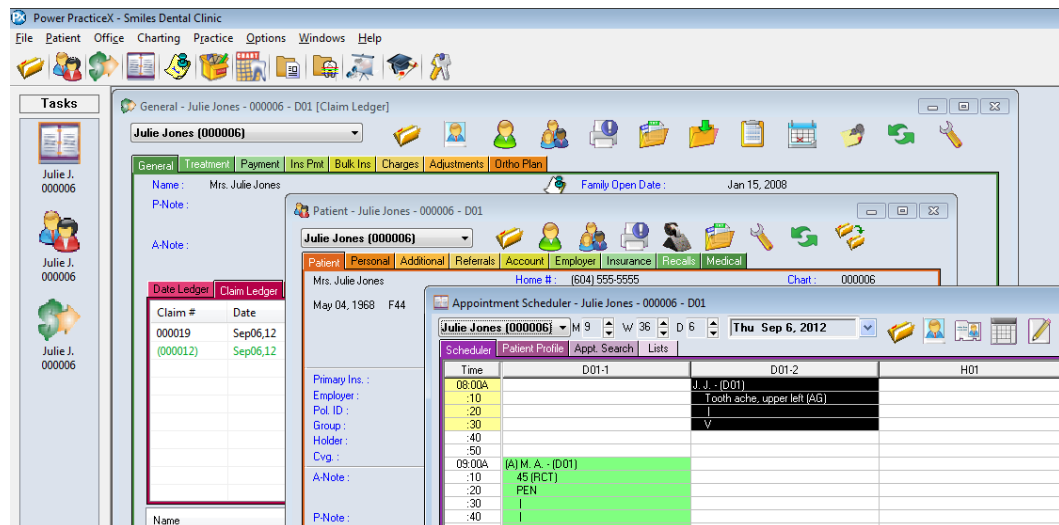 Power PracticeX - Smiles Dental Clinic
File Patient Office Charting Practice Options Windows Help
Tasks
Julie J.
000006
Julie J.
000006
Julie J.
000006
General - Julie Jones - 000006 - D01 [Claim Ledger]
Julie Jones (000006)
General Treatment Payment Ins Pmt Bulk Ins Charges Adjustments Ortho Plan
Name : Mrs. Julie Jones Family Open Date : Jan 15, 2008
P-Note :
A-Note :
Date Ledger Claim Ledger
Claim # Date
000019 Sep06,12
(000012) Sep06,12
Name
Patient - Julie Jones - 000006 - D01
Julie Jones (000006)
Patient Personal Additional Referrals Account Employer Insurance Recalls Medical
Mrs. Julie Jones Home # : (604) 555-5555 Chart : 000006
May 04, 1968 F44
Primary Ins. :
Employer :
Pol. ID :
Group :
Holder :
Cvg. :
A-Note :
P-Note :
Appointment Scheduler - Julie Jones - 000006 - D01
Julie Jones (000006) M 9 W 36 D 6 Thu Sep 6, 2012
Scheduler Patient Profile Appt. Search Lists
Time D01-1 D01-2 H01
08:00A J. J. - (D01)
:10 Tooth ache, upper left (AG)
:20 |
:30 V
:40
:50
09:00A (A) M. A. - (D01)
:10 45 (RCT)
:20 PEN
:30 |
:40 |